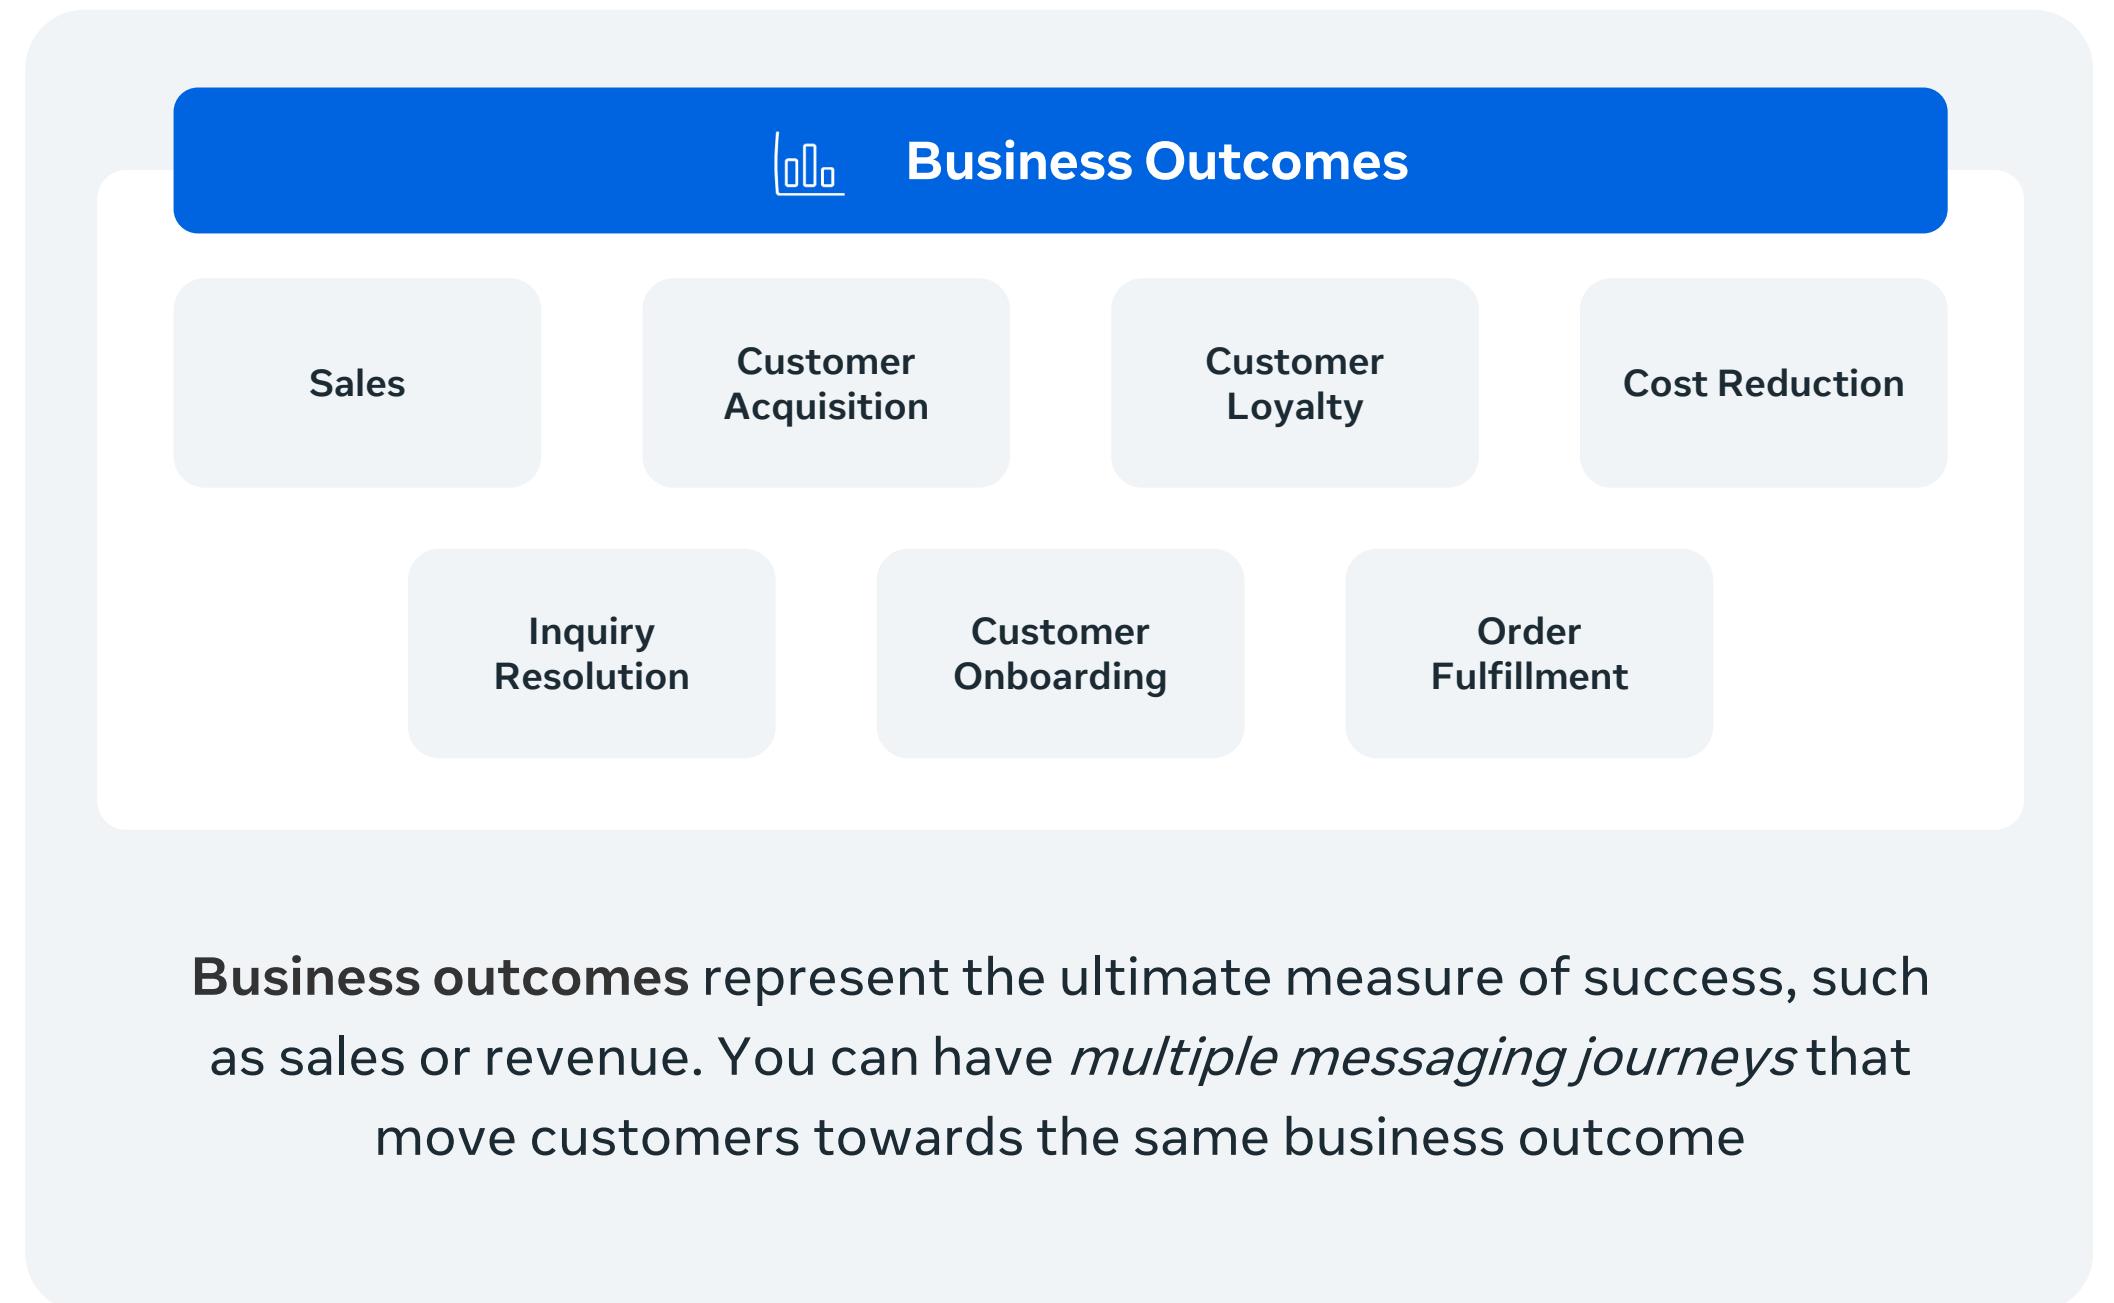 Business Outcomes
Sales
Customer
Acquisition
Customer
Loyalty
Cost Reduction
Inquiry
Resolution
Customer
Onboarding
Order
Fulfillment
Business outcomes represent the ultimate measure of success, such
as sales or revenue. You can have multiple messaging journeys that
move customers towards the same business outcome